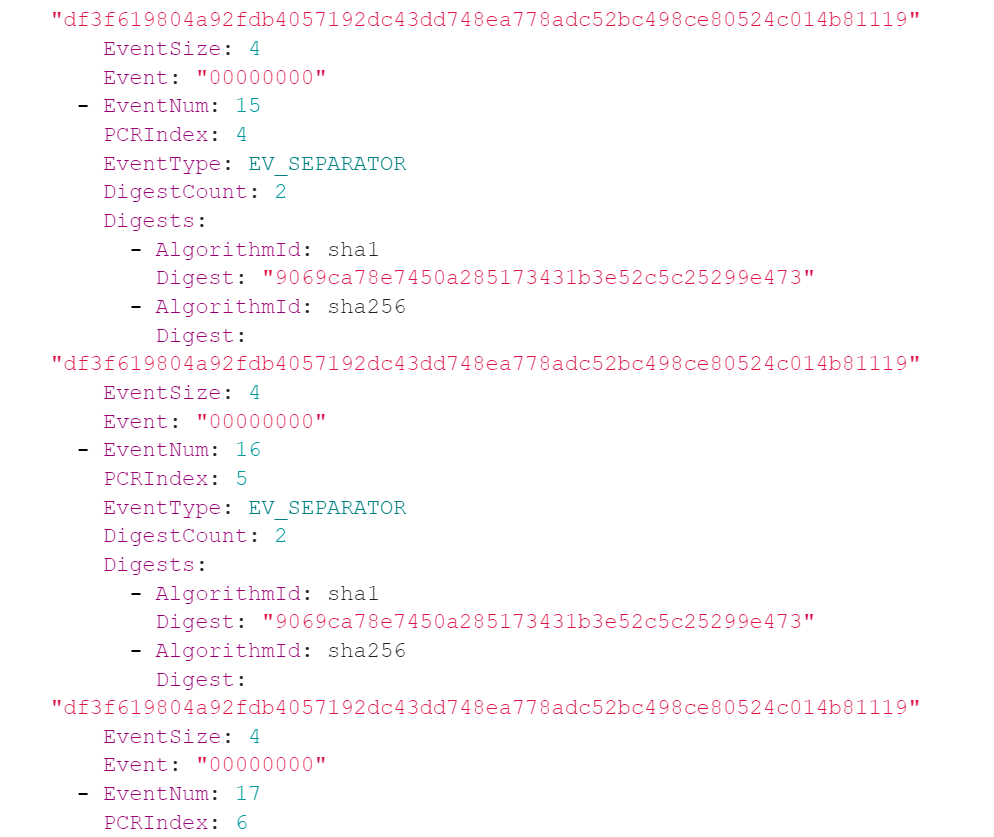 "df3f619804a92fdb4057192dc43dd748ea778adc52bc498ce80524c014b81119"
EventSize: 4
Event: "00000000"
- EventNum: 15
PCRIndex: 4
EventType: EV_SEPARATOR
DigestCount: 2
Digests:
- AlgorithmId: sha1
Digest: "9069ca78e7450a285173431b3e52c5c25299e473"
- AlgorithmId: sha256
Digest:
"df3f619804a92fdb4057192dc43dd748ea778adc52bc498ce80524c014b81119"
EventSize: 4
Event: "00000000"
- EventNum: 16
PCRIndex: 5
EventType: EV_SEPARATOR
DigestCount: 2
Digests:
- AlgorithmId: sha1
Digest: "9069ca78e7450a285173431b3e52c5c25299e473"
- AlgorithmId: sha256
Digest:
"df3f619804a92fdb4057192dc43dd748ea778adc52bc498ce80524c014b81119"
EventSize: 4
Event: "00000000"
- EventNum: 17
PCRIndex: 6